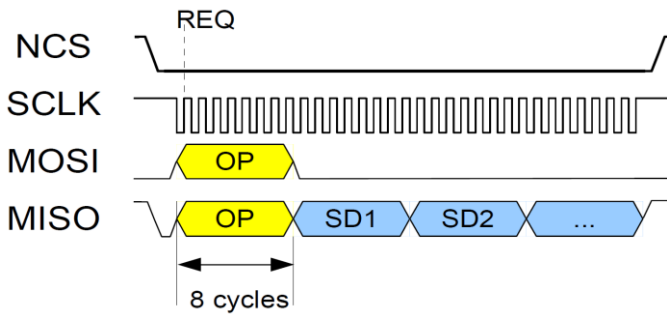 REQ
NCS
SCLK
MOSI OP
MISO OP SD1 SD2 ...
8 cycles